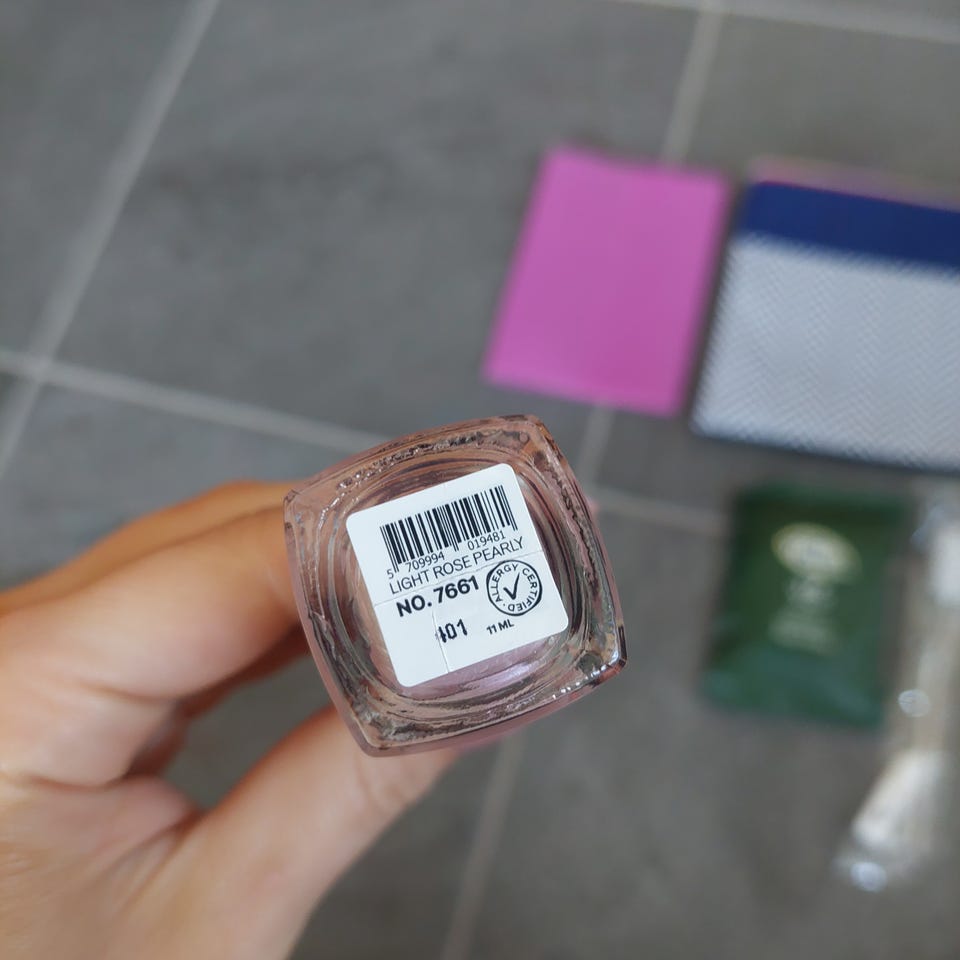 5 709994 019481
LIGHT ROSE PEARLY
NO. 7661
ALLERGY CERTIFIED.
401
11 ML